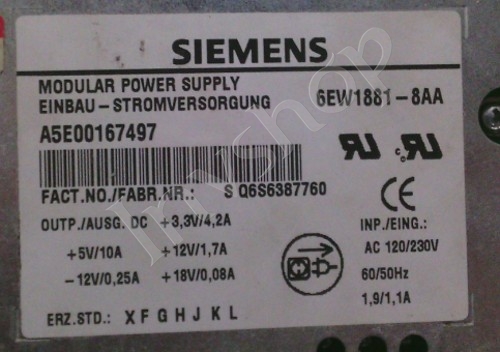 SIEMENS
MODULAR POWER SUPPLY
EINBAU - STROMVERSORGUNG 6EW1881-8AA
A5E00167497
FACT.NO./FABR.NR.: S Q6S6387760
OUTP./AUSG. DC +3,3V/4,2A INP./EING.:
+5V/10A +12V/1,7A AC 120/230V
-12V/0,25A +18V/0,08A 60/50Hz
1,9/1,1A
ERZ.STD.: X F G H J K L
invshop